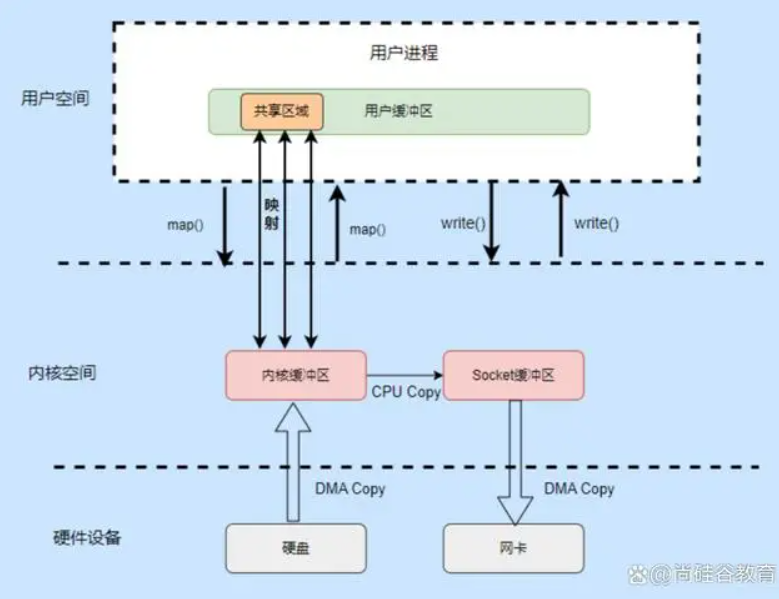 用户进程
用户空间
共享区域
用户缓冲区
映
射
map()
map()
write()
write()
内核空间
内核缓冲区
Socket缓冲区
CPU Copy
DMA Copy
DMA Copy
硬件设备
硬盘
网卡
@尚硅谷教育